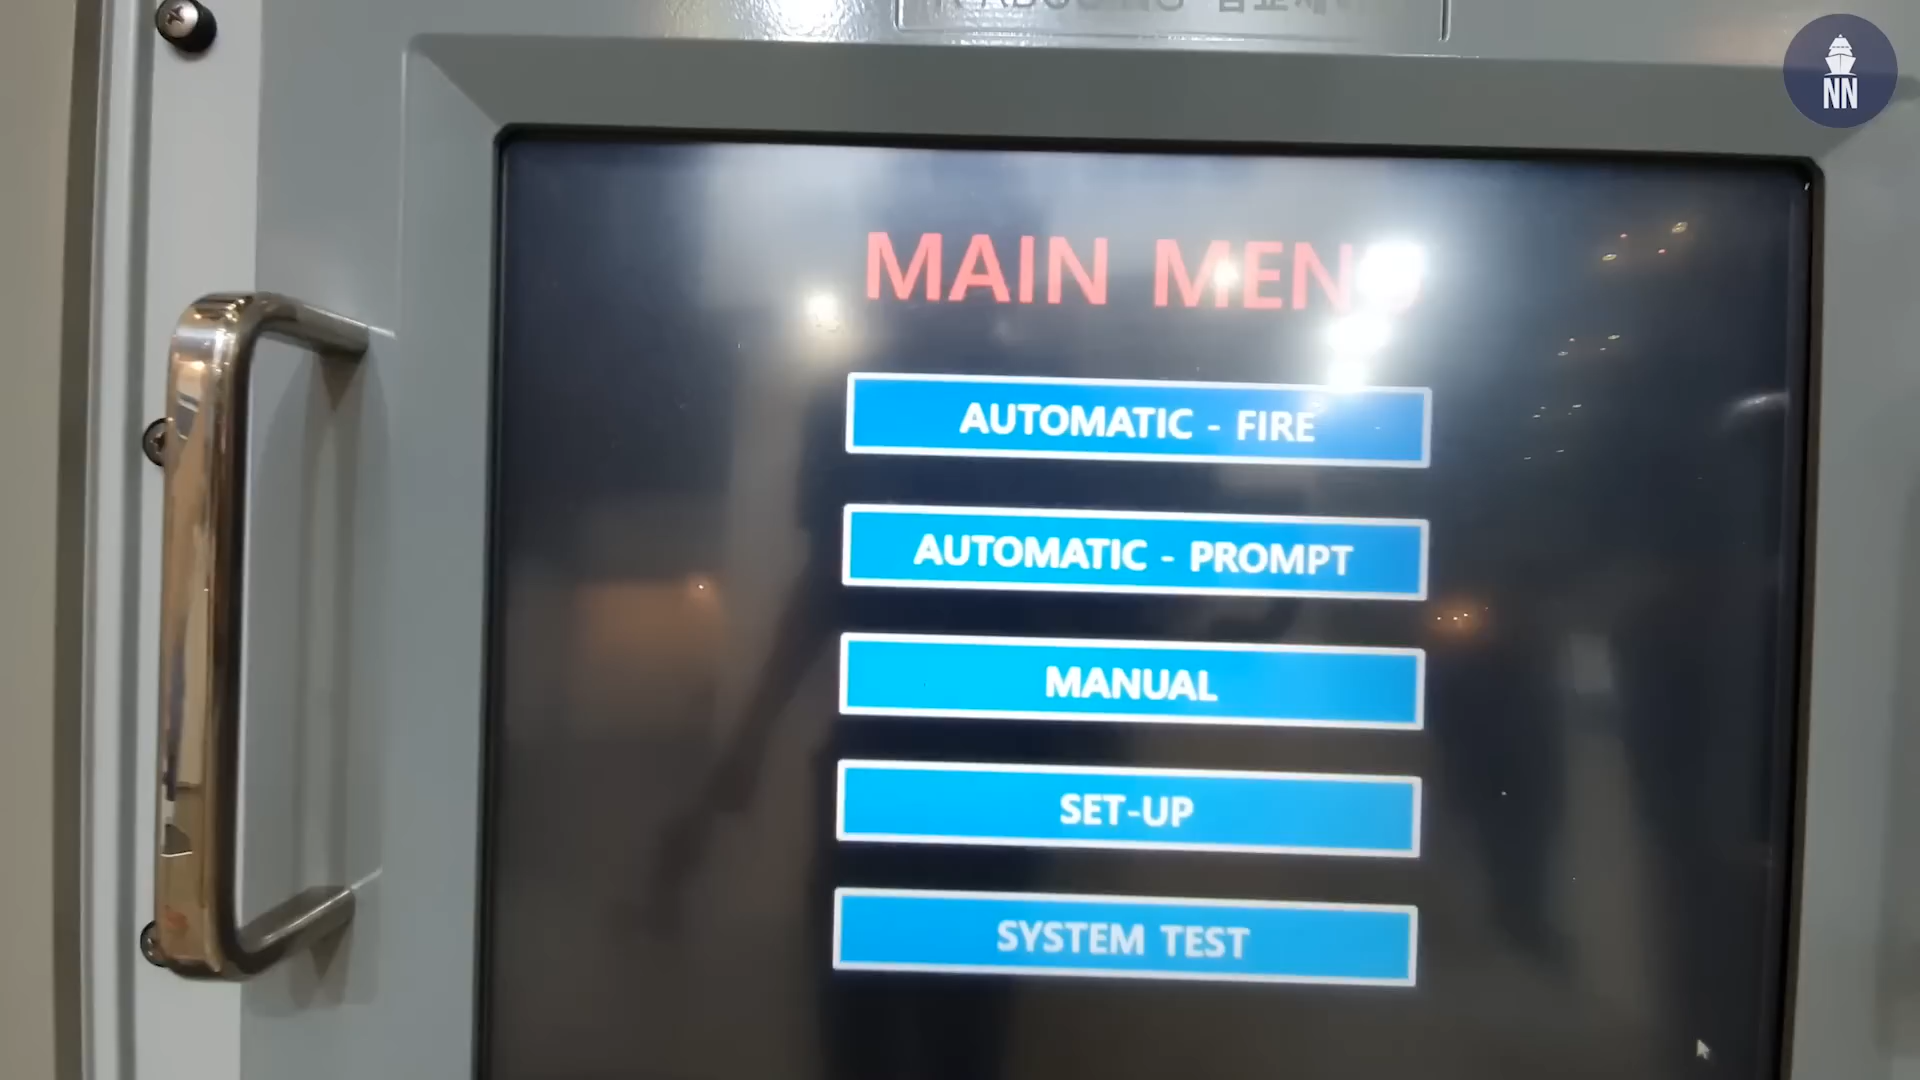 NN
MAIN MENU
AUTOMATIC - FIRE
AUTOMATIC - PROMPT
MANUAL
SET-UP
SYSTEM TEST